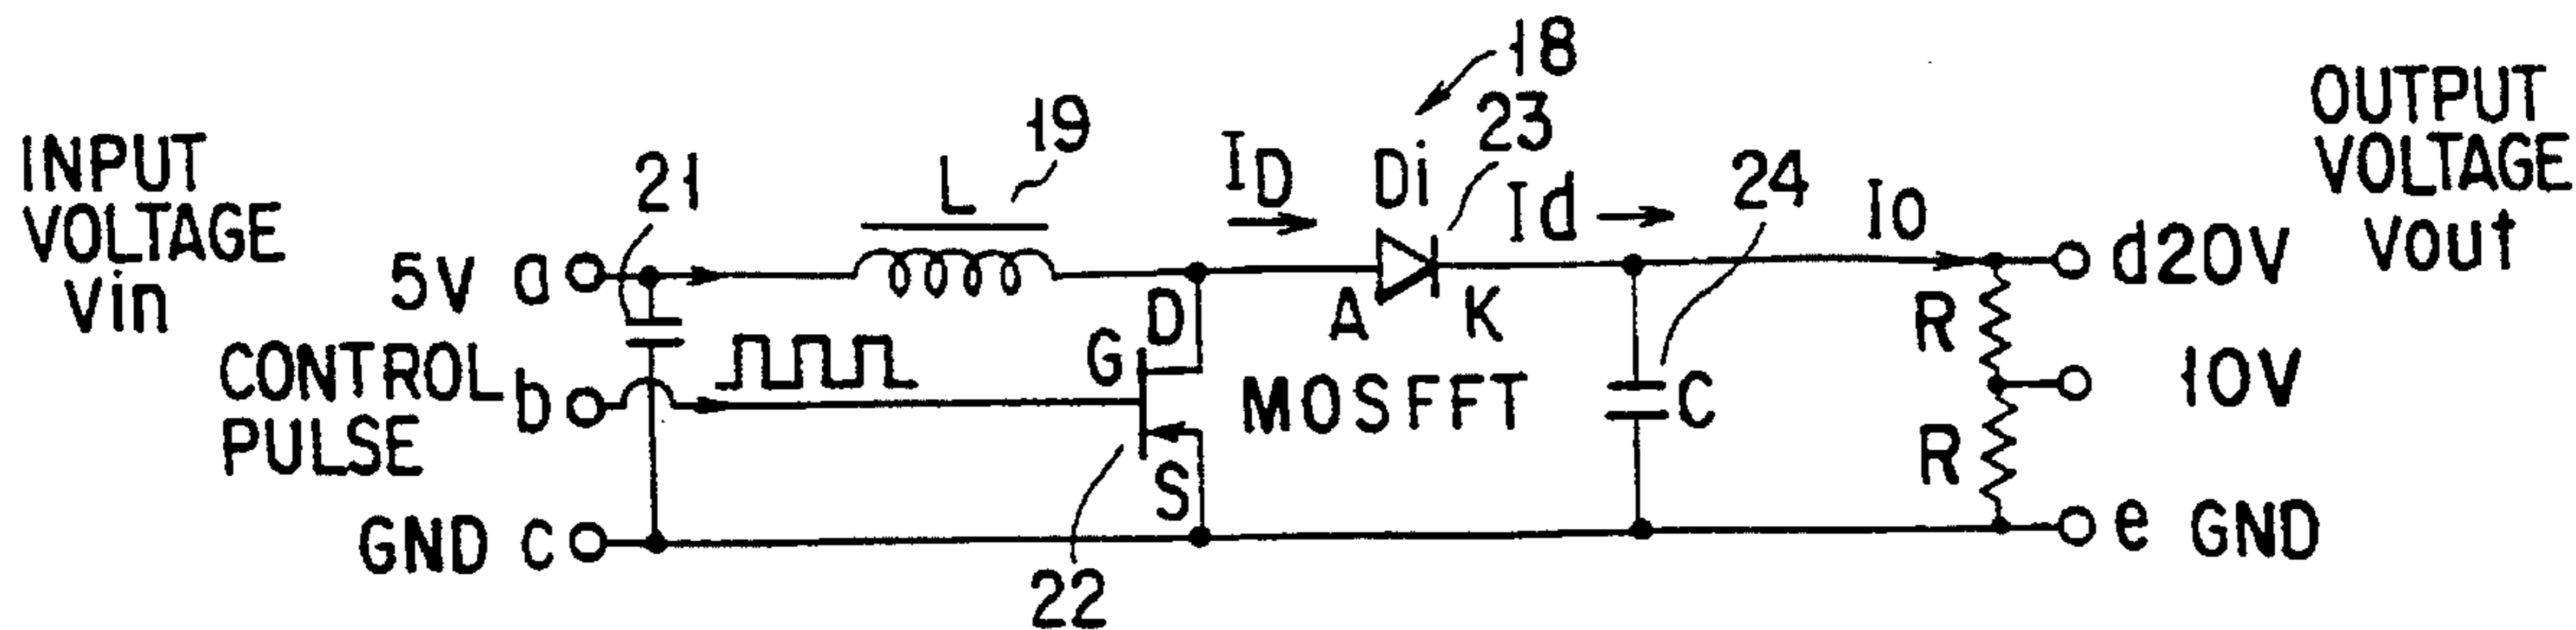 18
INPUT
VOLTAGE
Vin
21
L
19
ID
Di
23
Id
24
Io
OUTPUT
VOLTAGE
Vout
5V a
d20V
CONTROL
PULSE
b
G
D
A
K
MOSFFT
C
R
10V
R
S
GND c
e GND
22